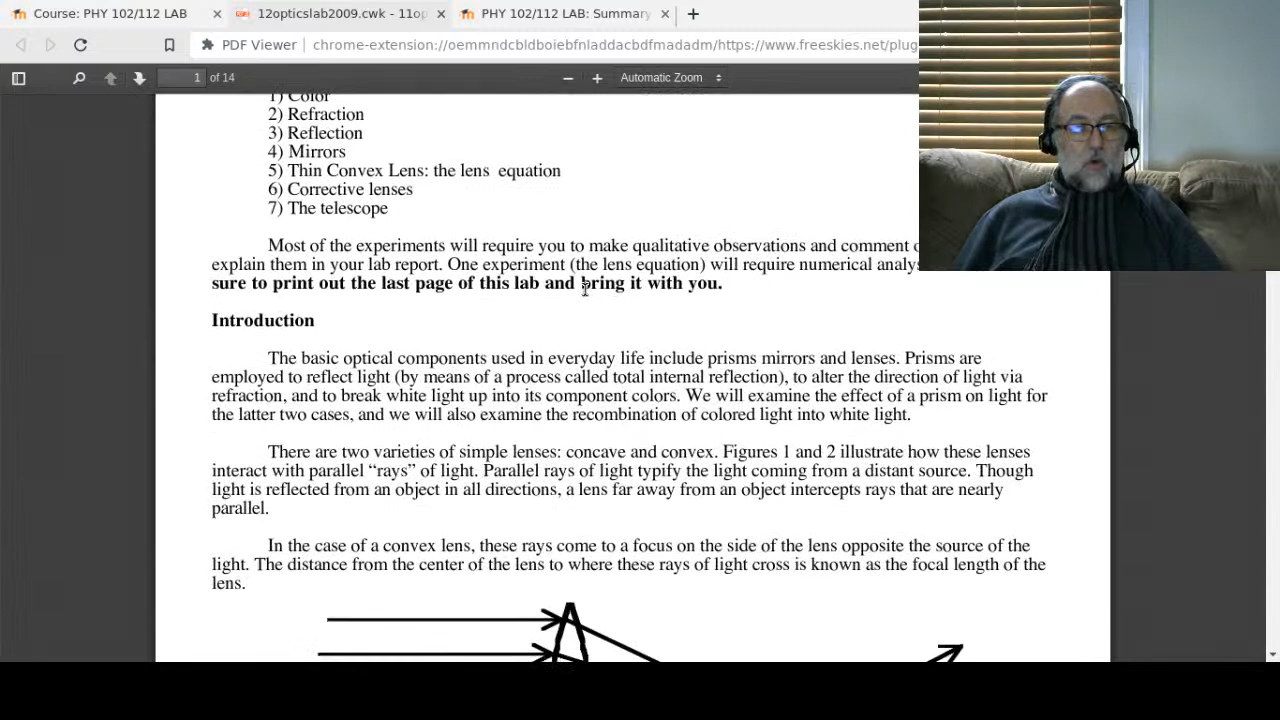 Course: PHY 102/112 LAB × 12opticslab2009.cwk - 11op × PHY 102/112 LAB: Summary × +
PDF Viewer chrome-extension://oemmndcbldboiebfnladdacbdfmadadm/https://www.freeskies.net/plug
1 of 14 − + Automatic Zoom
1) Color
2) Refraction
3) Reflection
4) Mirrors
5) Thin Convex Lens: the lens equation
6) Corrective lenses
7) The telescope
Most of the experiments will require you to make qualitative observations and comment
explain them in your lab report. One experiment (the lens equation) will require numerical analys
sure to print out the last page of this lab and bring it with you.
Introduction
The basic optical components used in everyday life include prisms mirrors and lenses. Prisms are
employed to reflect light (by means of a process called total internal reflection), to alter the direction of light via
refraction, and to break white light up into its component colors. We will examine the effect of a prism on light for
the latter two cases, and we will also examine the recombination of colored light into white light.
There are two varieties of simple lenses: concave and convex. Figures 1 and 2 illustrate how these lenses
interact with parallel “rays” of light. Parallel rays of light typify the light coming from a distant source. Though
light is reflected from an object in all directions, a lens far away from an object intercepts rays that are nearly
parallel.
In the case of a convex lens, these rays come to a focus on the side of the lens opposite the source of the
light. The distance from the center of the lens to where these rays of light cross is known as the focal length of the
lens.